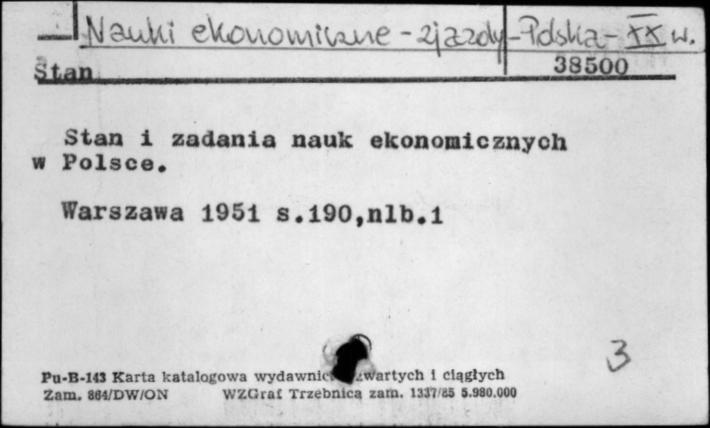 Nauki ekonomiczne - zjazdy - Polska - XX w.
Stan 38500
Stan i zadania nauk ekonomicznych
w Polsce.
Warszawa 1951 s.190,nlb.1
3
Pu-B-143 Karta katalogowa wydawnic zwartych i ciągłych
Zam. 864/DW/ON WZGraf Trzebnica zam. 1337/85 5.980.000